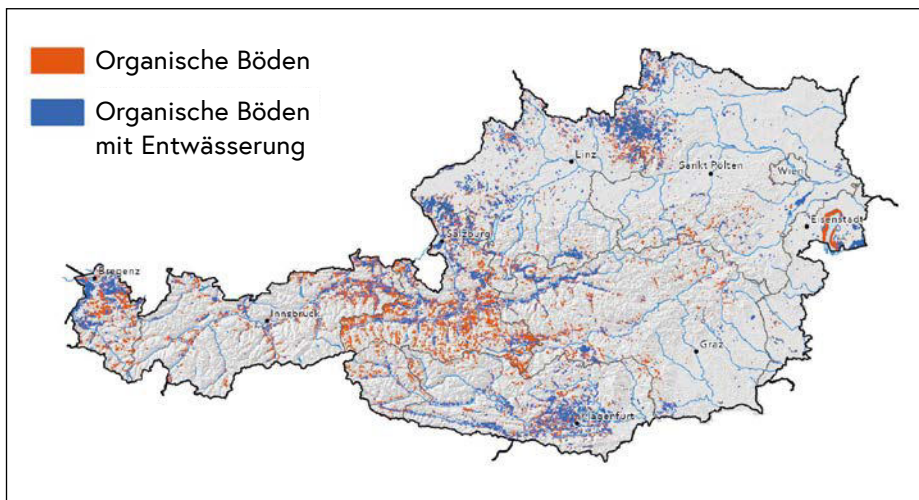 Organische Böden
Organische Böden
mit Entwässerung
Linz
Sankt Pölten
Wien
Eisenstadt
Salzburg
Bregenz
Innsbruck
Graz
Klagenfurt